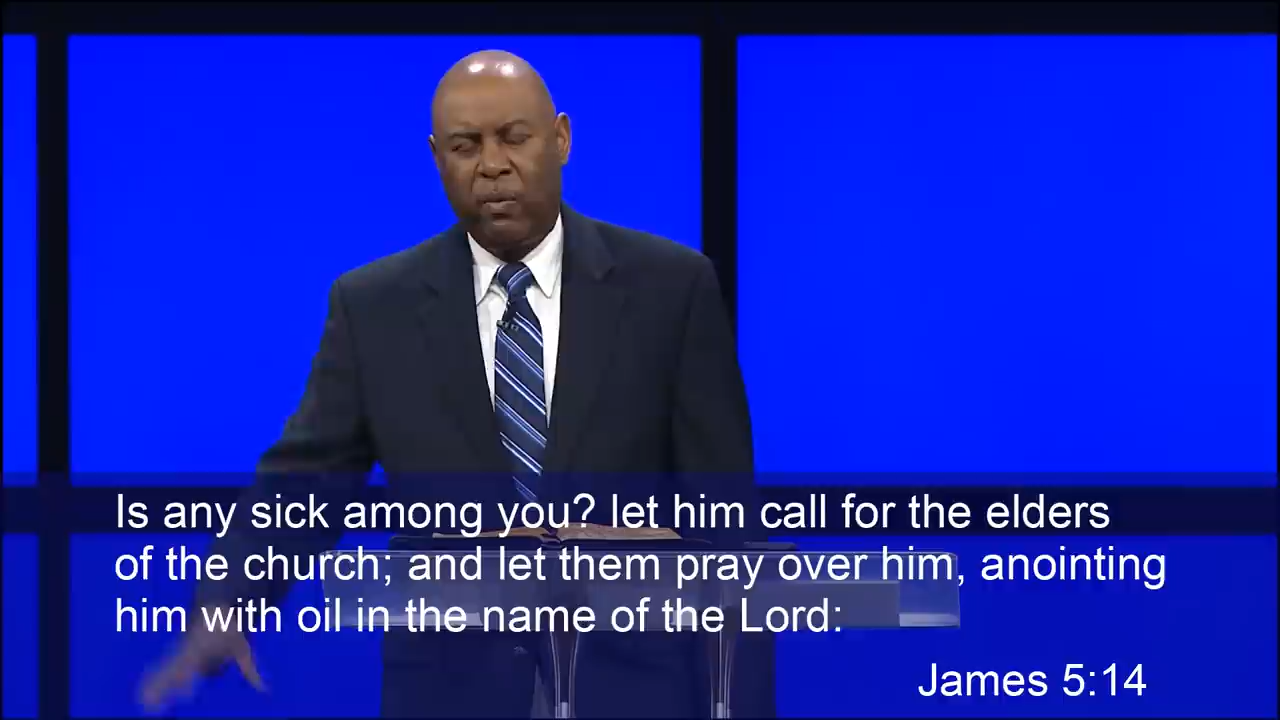 Is any sick among you? let him call for the elders
of the church; and let them pray over him, anointing
him with oil in the name of the Lord:
James 5:14